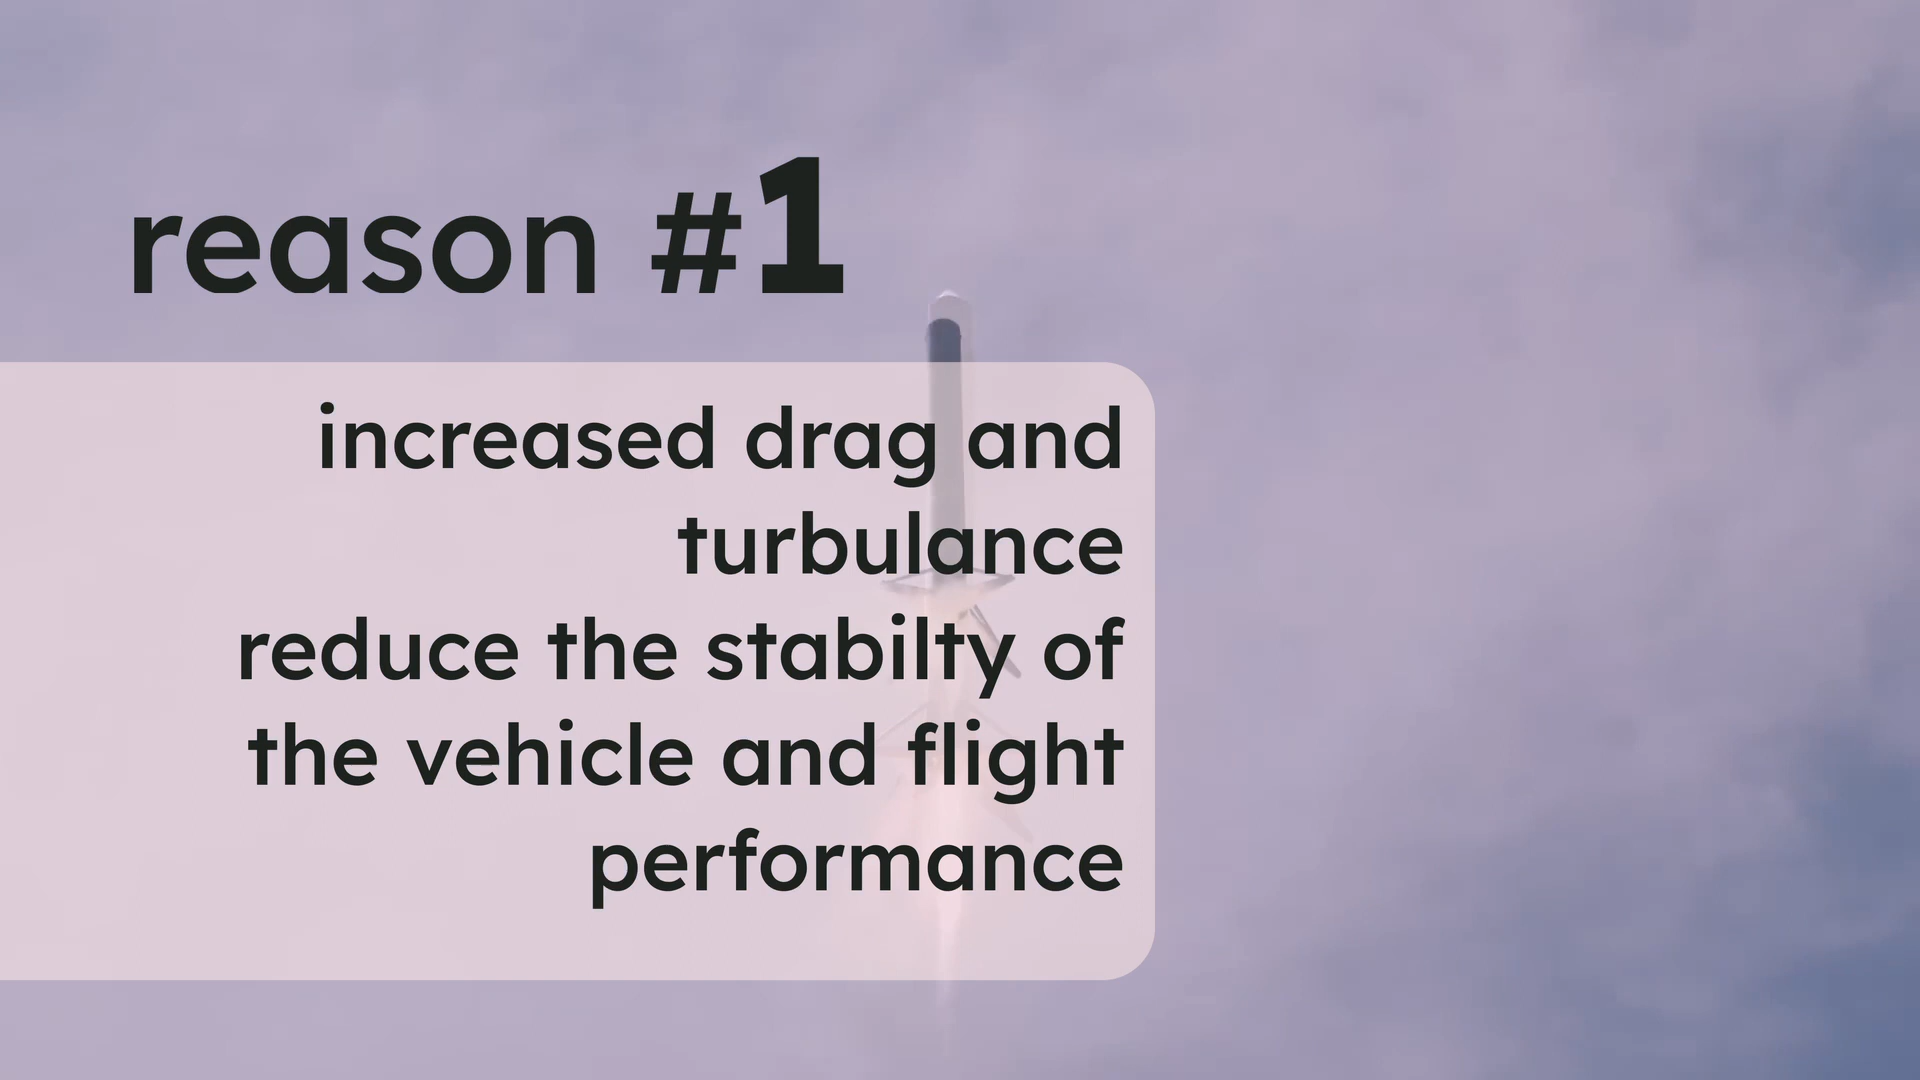 reason #1
increased drag and
turbulance
reduce the stabilty of
the vehicle and flight
performance